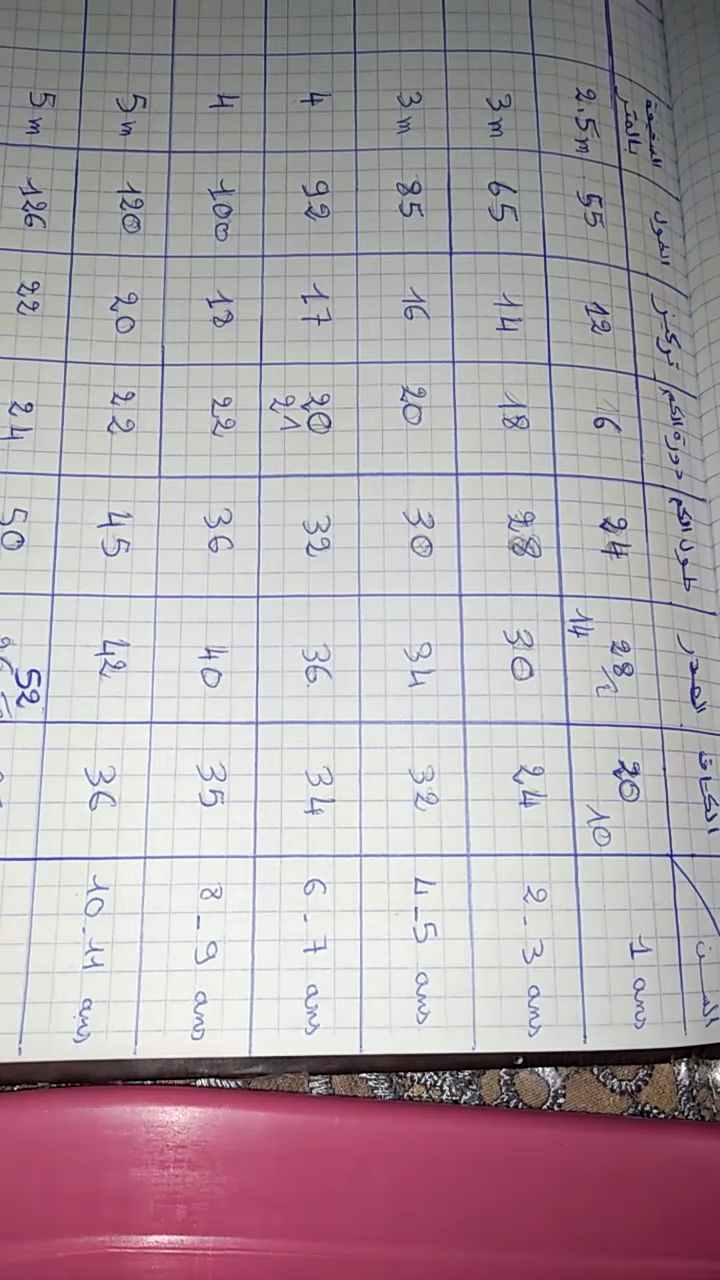 السن الكتاف الصدر طول الكم دورة الكم تركيز الطول السفيفة بالمتر
1 ans 20 10 28 14 24 16 12 55 2.5m
2-3 ans 24 30 28 18 14 65 3m
4-5 ans 32 34 30 20 16 85 3m
6-7 ans 34 36 32 20 21 17 92 4
8-9 ans 35 40 36 22 18 100 4
10-11 ans 36 42 45 22 20 120 5m
52 50 24 22 126 5m